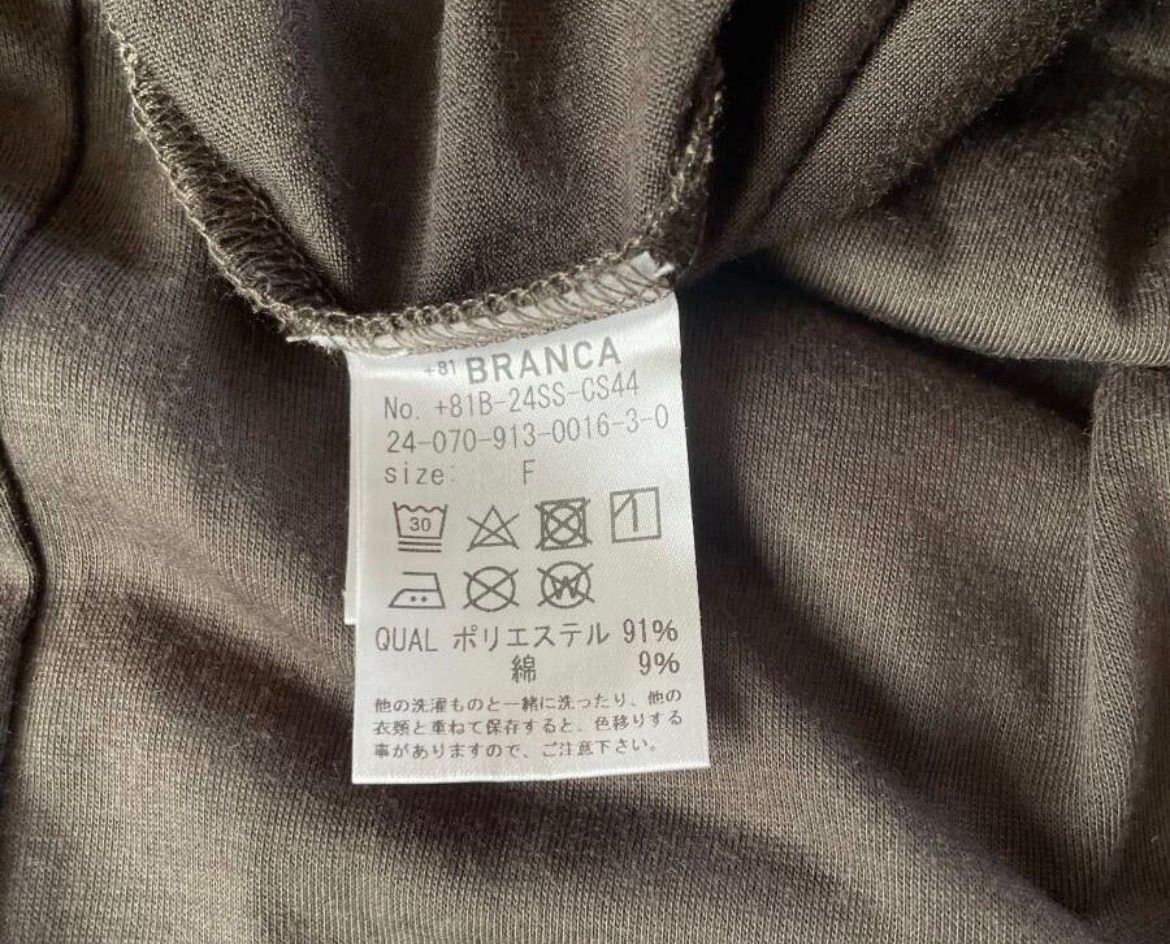 +81 BRANCA
No. +81B-24SS-CS44
24-070-913-0016-3-0
size: F
30
W
QUAL ポリエステル 91%
綿 9%
他の洗濯ものと一緒に洗ったり、他の
衣類と重ねて保存すると、色移りする
事がありますので、ご注意下さい。